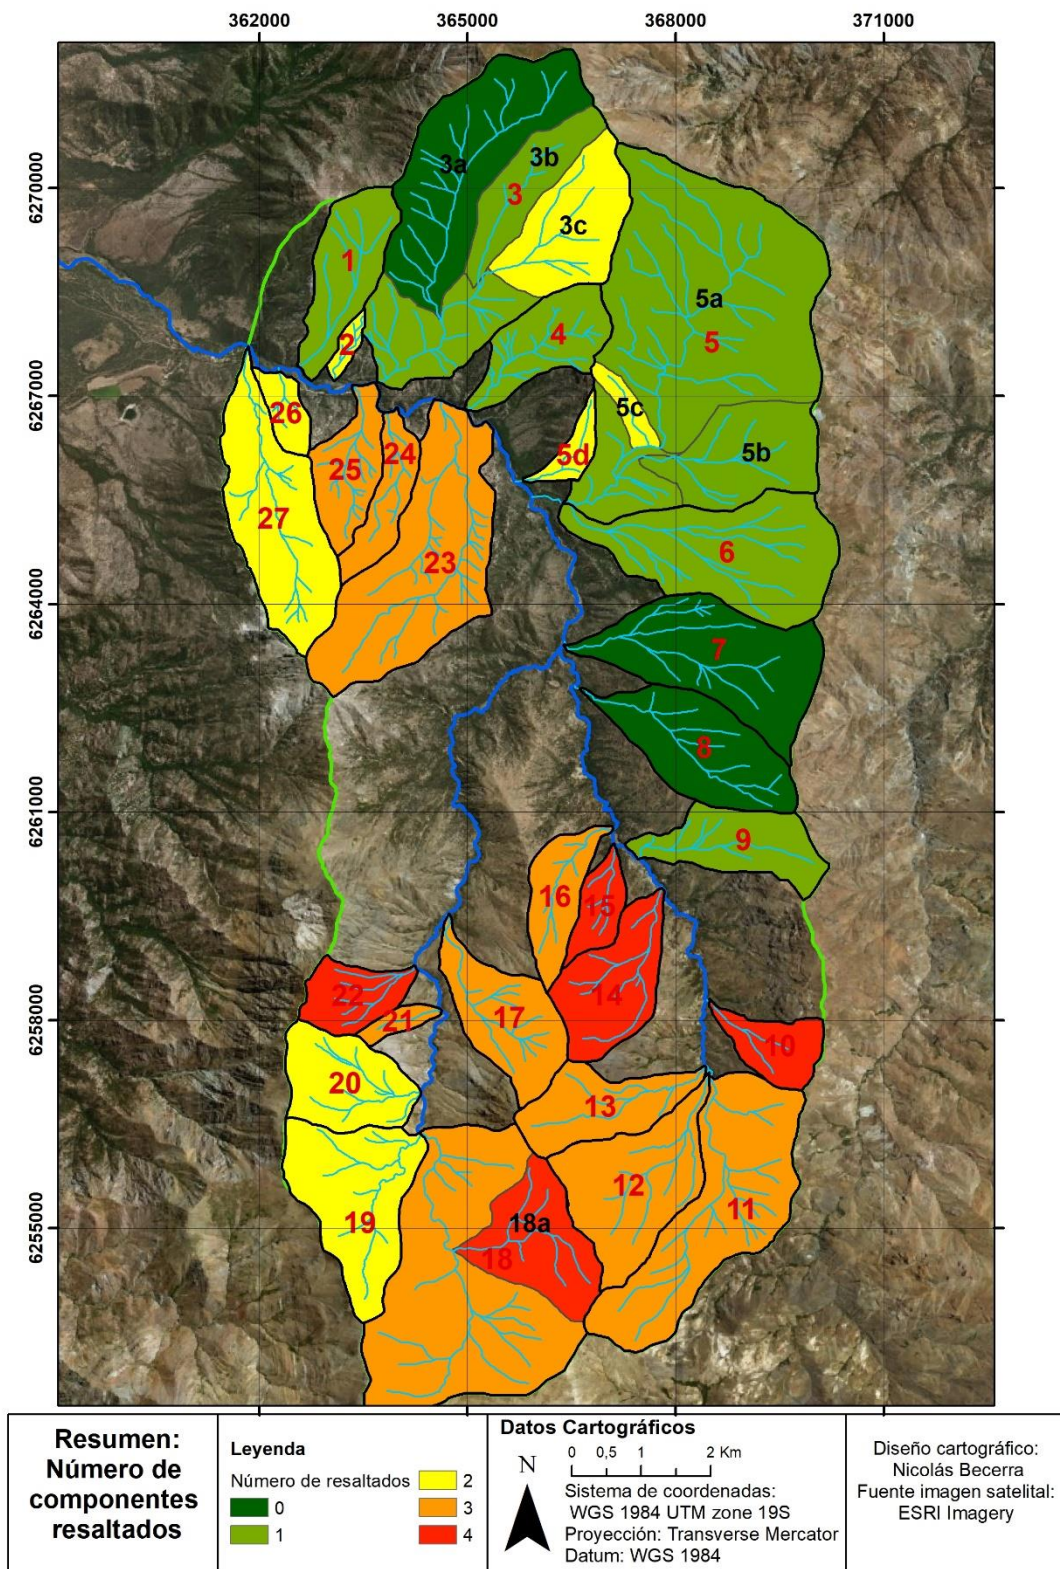 362000 365000 368000 371000
6270000
6267000
6264000
6261000
6258000
6255000
3a
3b
3
3c
1
2
4
5a
5
5c
5b
5d
26
25
24
27
23
6
7
8
9
16
15
14
22
21
17
10
20
13
12
11
19
18a
18
Resumen:
Número de
componentes
resaltados
Leyenda
Número de resaltados
0
1
2
3
4
Datos Cartográficos
N
0 0,5 1 2 Km
Sistema de coordenadas:
WGS 1984 UTM zone 19S
Proyección: Transverse Mercator
Datum: WGS 1984
Diseño cartográfico:
Nicolás Becerra
Fuente imagen satelital:
ESRI Imagery